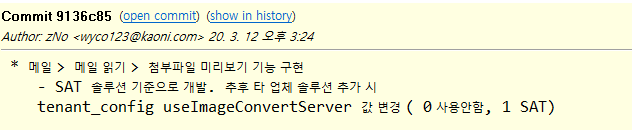 Commit 9136c85 (open commit) (show in history)
Author: zNo <wyco123@kaoni.com> 20. 3. 12 오후 3:24
* 메일 > 메일 읽기 > 첨부파일 미리보기 기능 구현
- SAT 솔루션 기준으로 개발. 추후 타 업체 솔루션 추가 시
tenant_config useImageConvertServer 값 변경 ( 0 사용안함, 1 SAT)